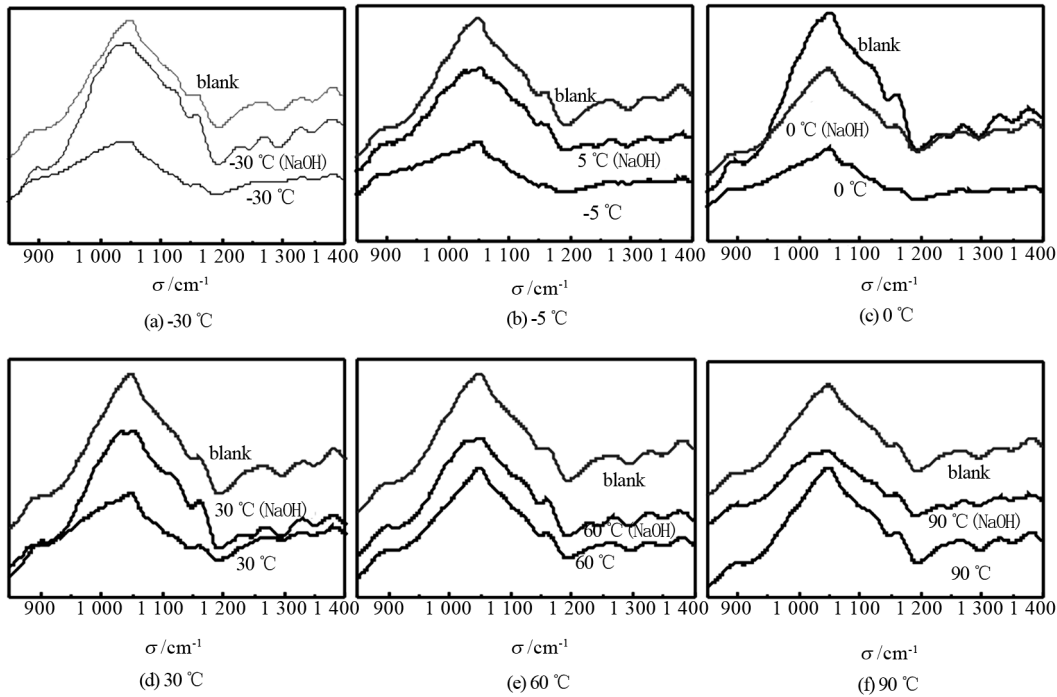 blank
-30 ℃ (NaOH)
-30 ℃
900 1 000 1 100 1 200 1 300 1 400
σ /cm-1
(a) -30 ℃
blank
5 ℃ (NaOH)
-5 ℃
900 1 000 1 100 1 200 1 300 1 400
σ /cm-1
(b) -5 ℃
blank
0 ℃ (NaOH)
0 ℃
900 1 000 1 100 1 200 1 300 1 400
σ /cm-1
(c) 0 ℃
blank
30 ℃ (NaOH)
30 ℃
900 1 000 1 100 1 200 1 300 1 400
σ /cm-1
(d) 30 ℃
blank
60 ℃ (NaOH)
60 ℃
900 1 000 1 100 1 200 1 300 1 400
σ /cm-1
(e) 60 ℃
blank
90 ℃ (NaOH)
90 ℃
900 1 000 1 100 1 200 1 300 1 400
σ /cm-1
(f) 90 ℃